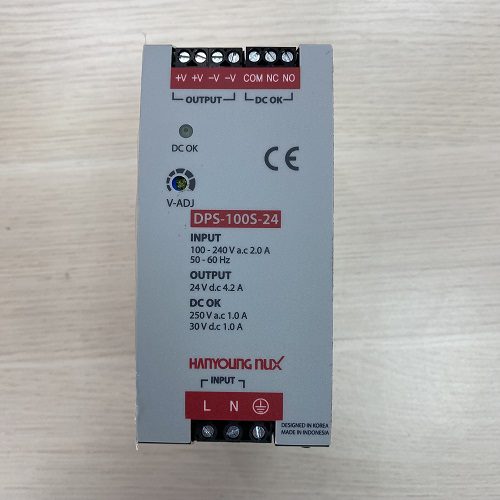 +V +V -V -V COM NC NO
OUTPUT DC OK
DC OK
CE
V-ADJ
DPS-100S-24
INPUT
100 - 240 V a.c 2.0 A
50 - 60 Hz
OUTPUT
24 V d.c 4.2 A
DC OK
250 V a.c 1.0 A
30 V d.c 1.0 A
HANYOUNG NUX
INPUT
L N
DESIGNED IN KOREA
MADE IN INDONESIA